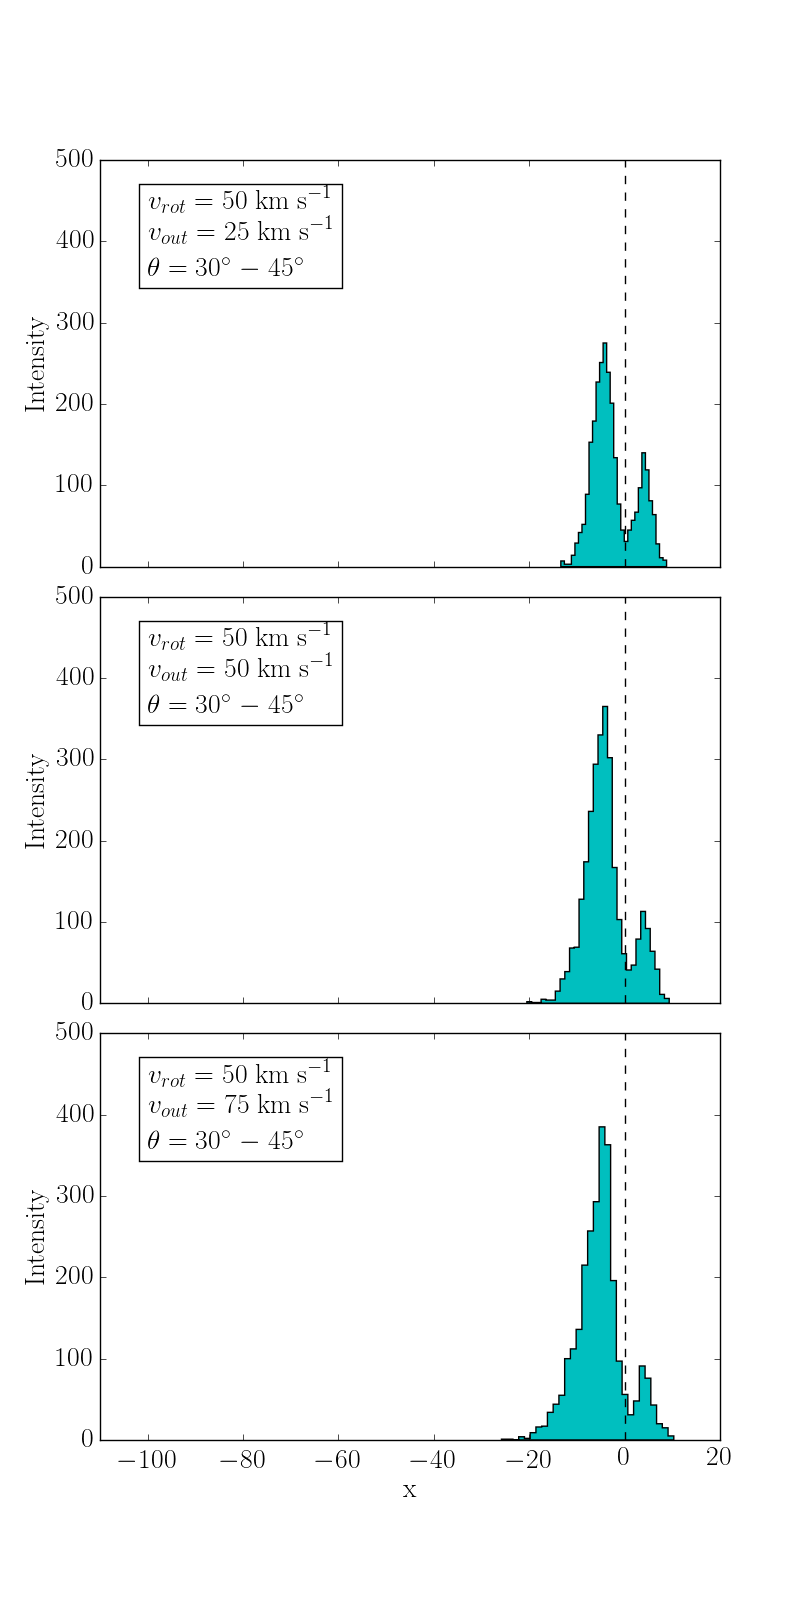 500
400
300
200
100
0
Intensity
v_rot = 50 km s⁻¹
v_out = 25 km s⁻¹
θ = 30° − 45°
500
400
300
200
100
0
Intensity
v_rot = 50 km s⁻¹
v_out = 50 km s⁻¹
θ = 30° − 45°
500
400
300
200
100
0
Intensity
v_rot = 50 km s⁻¹
v_out = 75 km s⁻¹
θ = 30° − 45°
−100 −80 −60 −40 −20 0 20
x